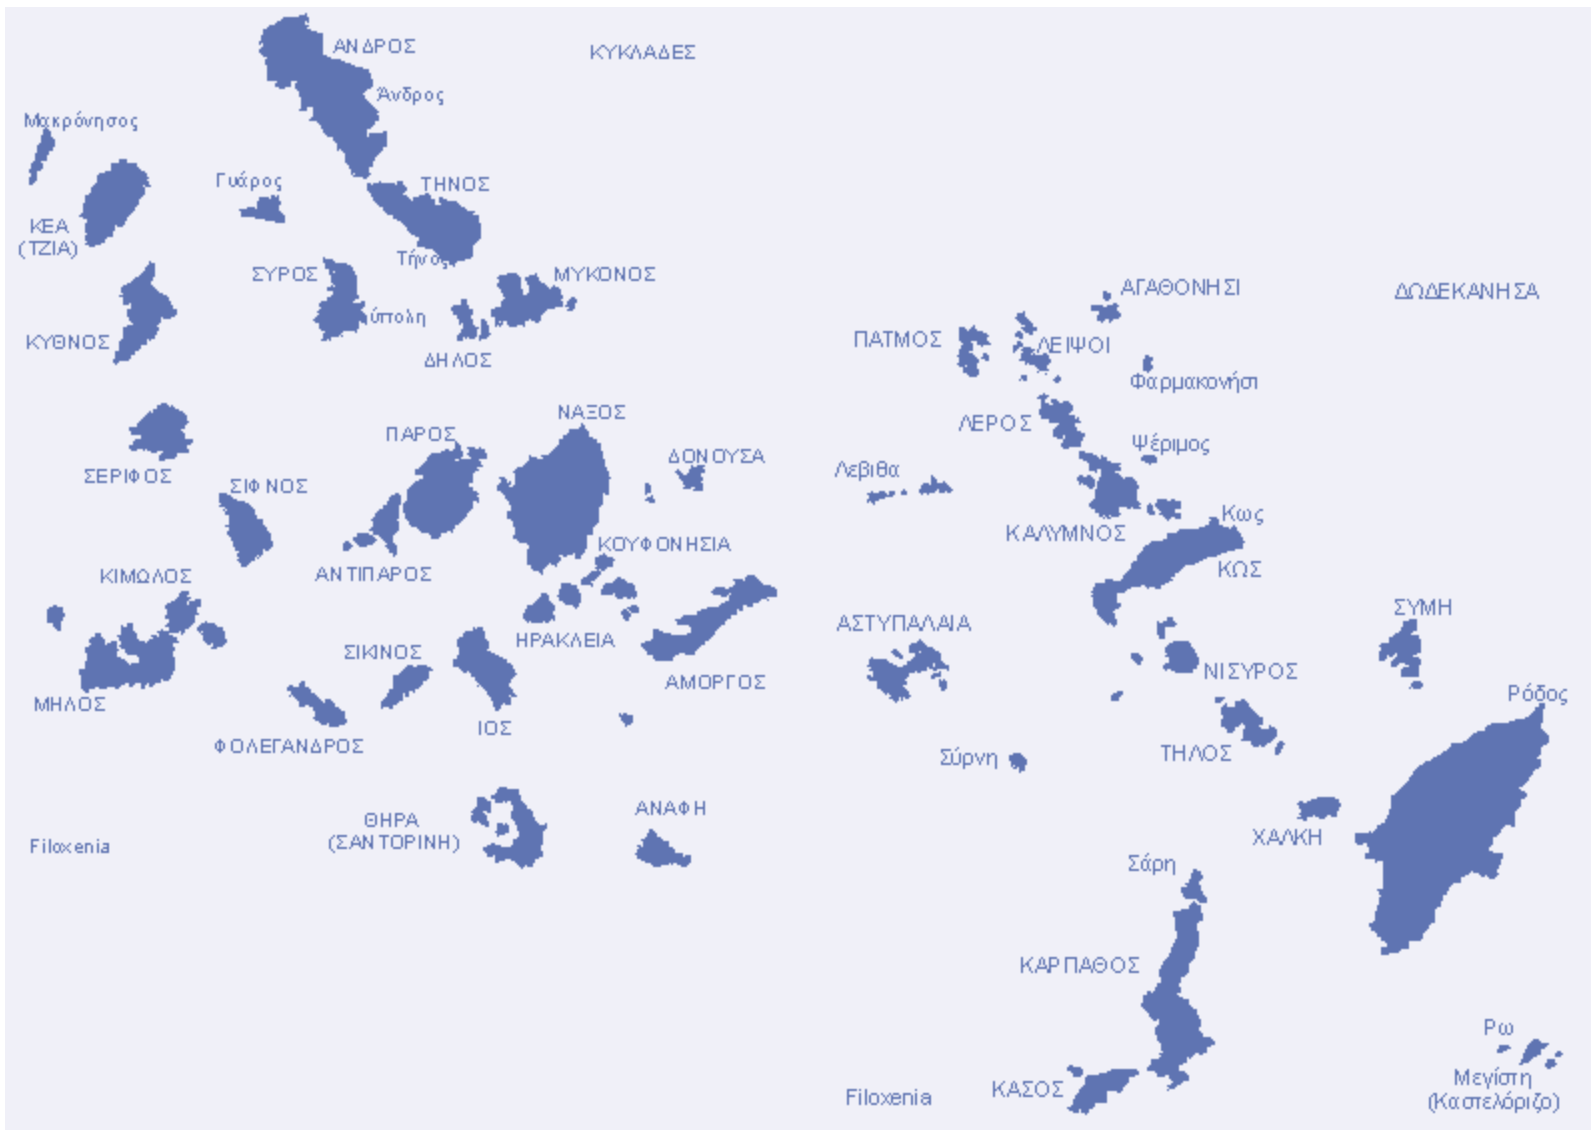 ΑΝΔΡΟΣ
ΚΥΚΛΑΔΕΣ
Άνδρος
Μακρόνησος
Γυάρος
ΤΗΝΟΣ
ΚΕΑ
(ΤΖΙΑ)
Τήνος
ΣΥΡΟΣ
ΜΥΚΟΝΟΣ
ύπολη
ΚΥΘΝΟΣ
ΔΗΛΟΣ
ΑΓΑΘΟΝΗΣΙ
ΔΩΔΕΚΑΝΗΣΑ
ΠΑΤΜΟΣ
ΛΕΙΨΟΙ
Φαρμακονήσι
ΝΑΞΟΣ
ΠΑΡΟΣ
ΛΕΡΟΣ
Ψέριμος
ΔΟΝΟΥΣΑ
Λεβιθα
ΣΕΡΙΦΟΣ
ΣΙΦΝΟΣ
Κως
ΚΑΛΥΜΝΟΣ
ΚΟΥΦΟΝΗΣΙΑ
ΚΩΣ
ΚΙΜΩΛΟΣ
ΑΝΤΙΠΑΡΟΣ
ΣΥΜΗ
ΑΣΤΥΠΑΛΑΙΑ
ΗΡΑΚΛΕΙΑ
ΣΙΚΙΝΟΣ
ΝΙΣΥΡΟΣ
ΑΜΟΡΓΟΣ
Ρόδος
ΜΗΛΟΣ
ΙΟΣ
ΦΟΛΕΓΑΝΔΡΟΣ
ΤΗΛΟΣ
Σύρνη
ΑΝΑΦΗ
ΘΗΡΑ
(ΣΑΝΤΟΡΙΝΗ)
ΧΑΛΚΗ
Filoxenia
Σάρη
ΚΑΡΠΑΘΟΣ
Ρω
Μεγίστη
(Καστελόριζο)
ΚΑΣΟΣ
Filoxenia